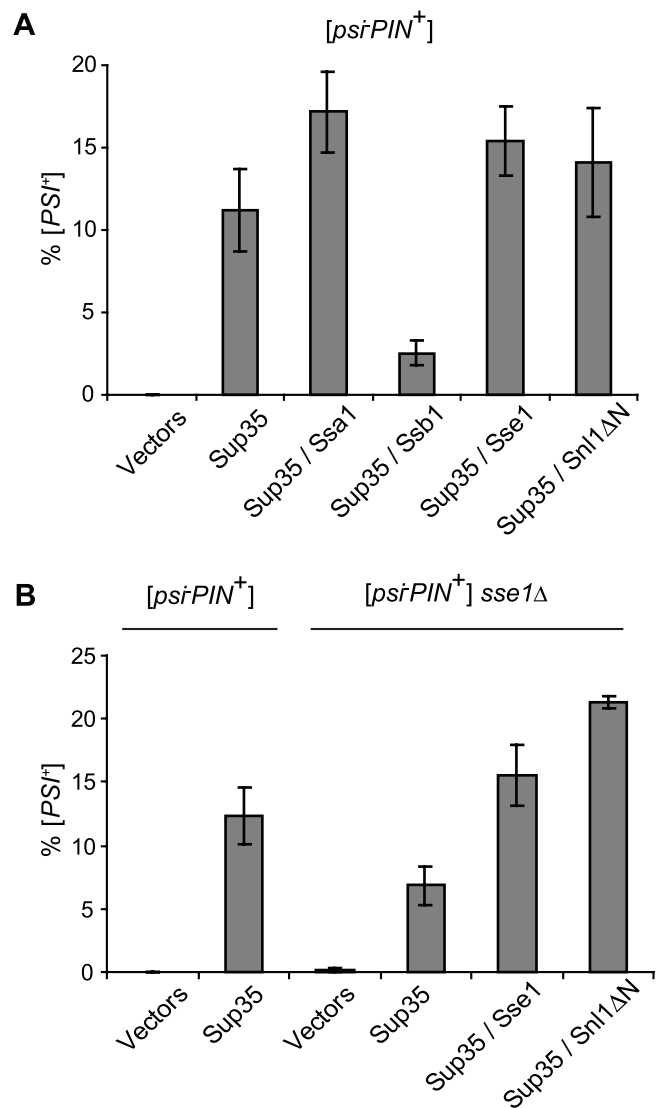 A
[psi-PIN+]
20
15
10
5
0
% [PSI+]
Vectors
Sup35
Sup35 / Ssa1
Sup35 / Ssb1
Sup35 / Sse1
Sup35 / Snl1ΔN
B
[psi-PIN+]
[psi-PIN+] sse1Δ
25
20
15
10
5
0
% [PSI+]
Vectors
Sup35
Vectors
Sup35
Sup35 / Sse1
Sup35 / Snl1ΔN